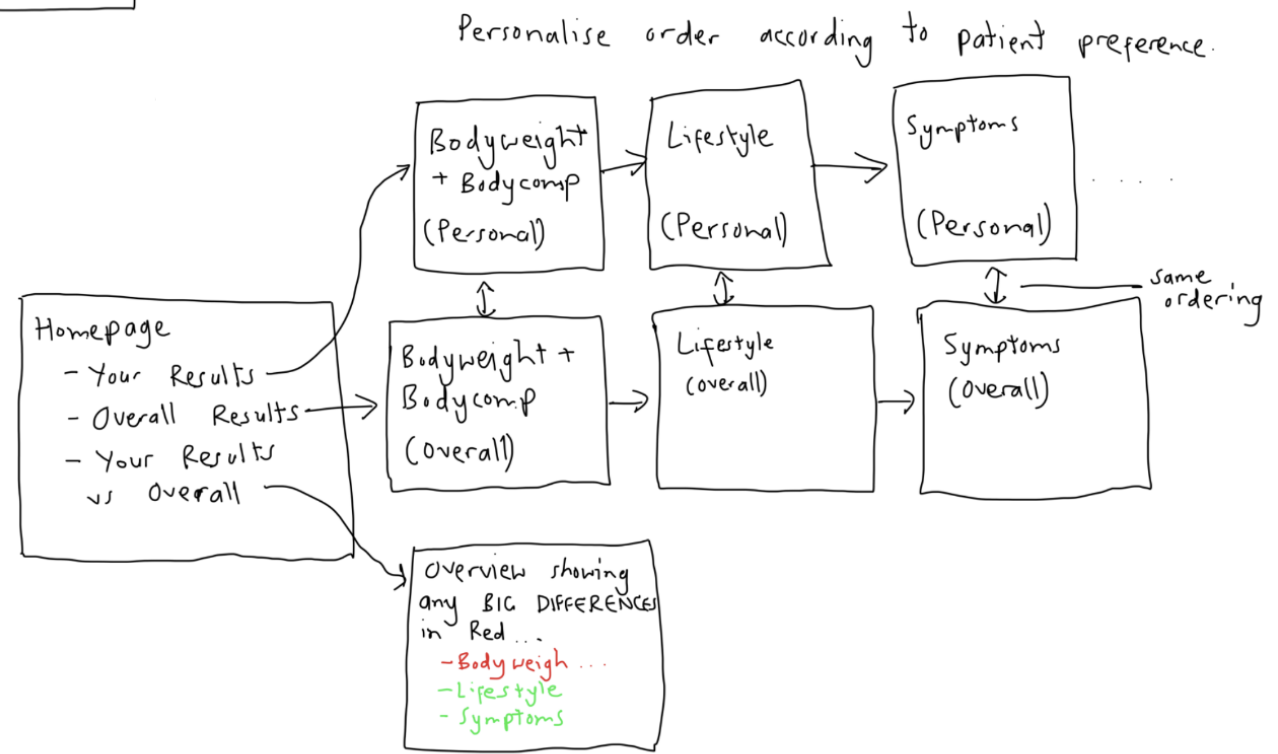 Personalise order according to patient preference.
Bodyweight
+ Bodycomp
(Personal)
Lifestyle
(Personal)
Symptoms
(Personal)
. . . . .
same
ordering
Homepage
- Your Results
- Overall Results
- Your Results
vs Overall
Bodyweight +
Bodycomp
(Overall)
Lifestyle
(overall)
Symptoms
(Overall)
Overview showing
any BIG DIFFERENCES
in Red ...
- Bodyweigh ...
- Lifestyle
- Symptoms